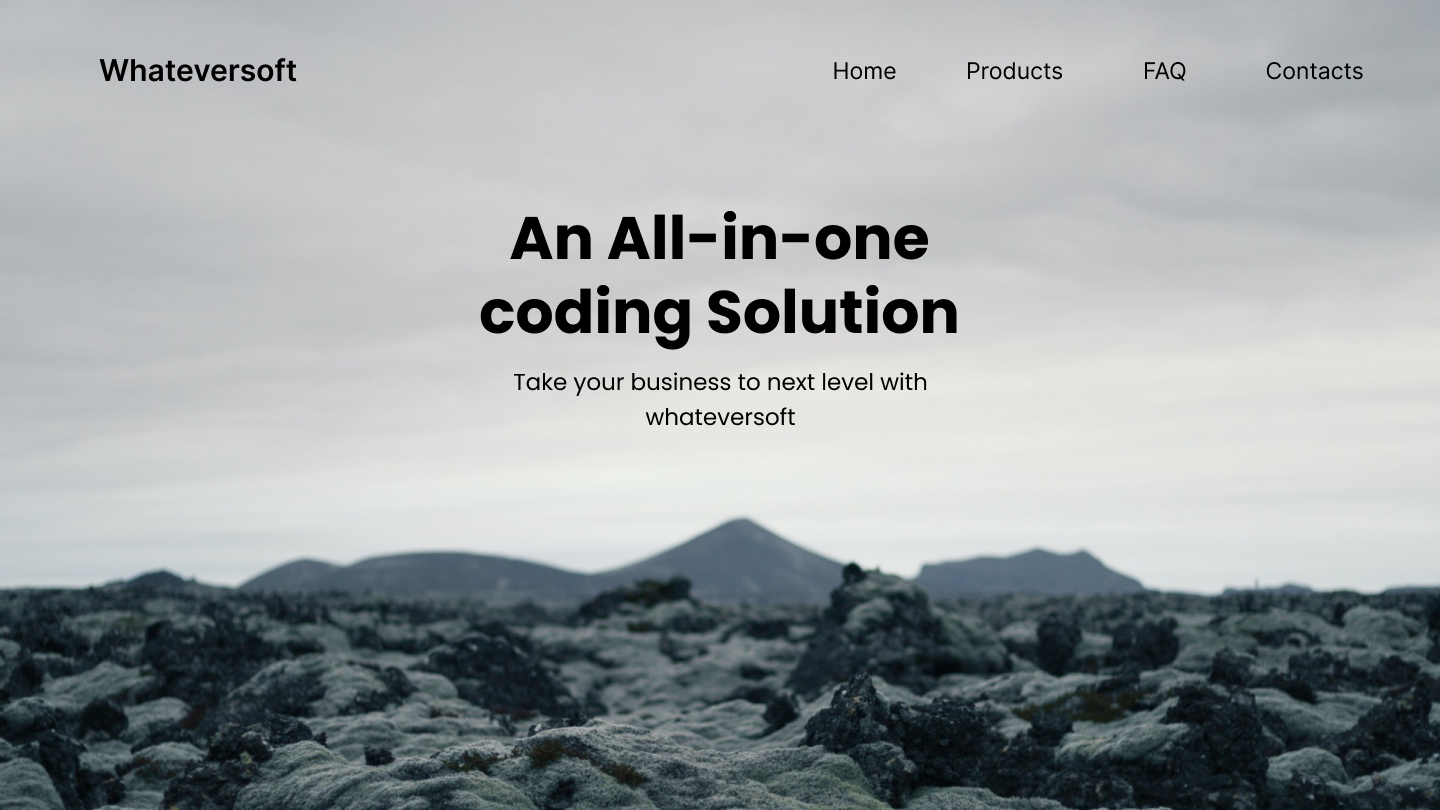 Whateversoft
Home Products FAQ Contacts
An All-in-one
coding Solution
Take your business to next level with
whateversoft